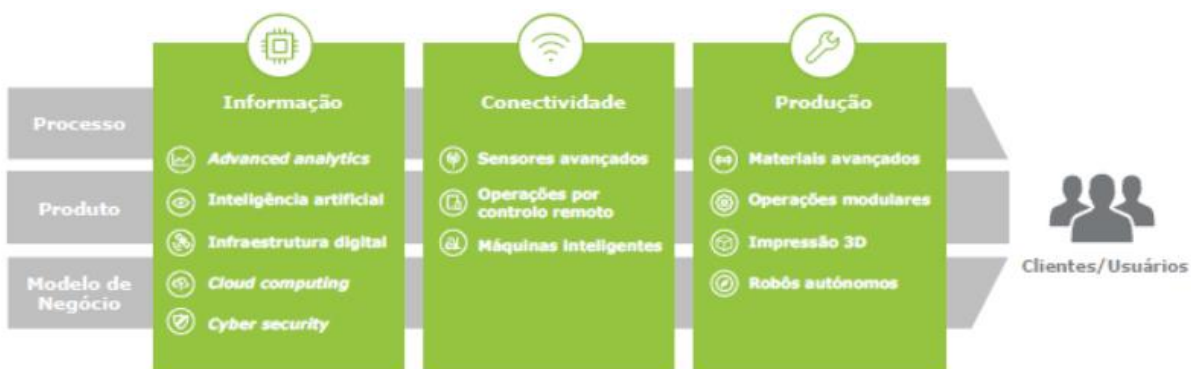 Processo
Produto
Modelo de
Negócio
Informação
Advanced analytics
Inteligência artificial
Infraestrutura digital
Cloud computing
Cyber security
Conectividade
Sensores avançados
Operações por
controlo remoto
Máquinas inteligentes
Produção
Materiais avançados
Operações modulares
Impressão 3D
Robôs autónomos
Clientes/Usuários